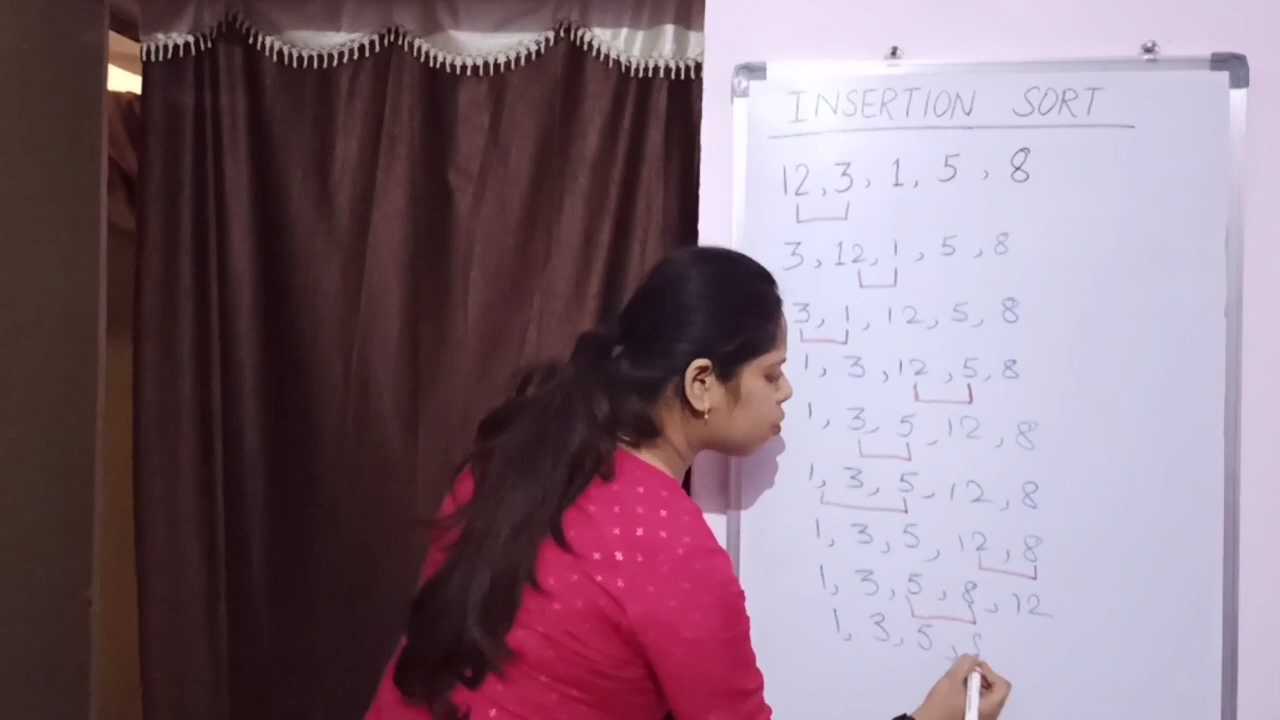 INSERTION SORT
12, 3, 1, 5, 8
3, 12, 1, 5, 8
3, 1, 12, 5, 8
1, 3, 12, 5, 8
1, 3, 5, 12, 8
1, 3, 5, 12, 8
1, 3, 5, 12, 8
1, 3, 5, 8, 12
1, 3, 5,